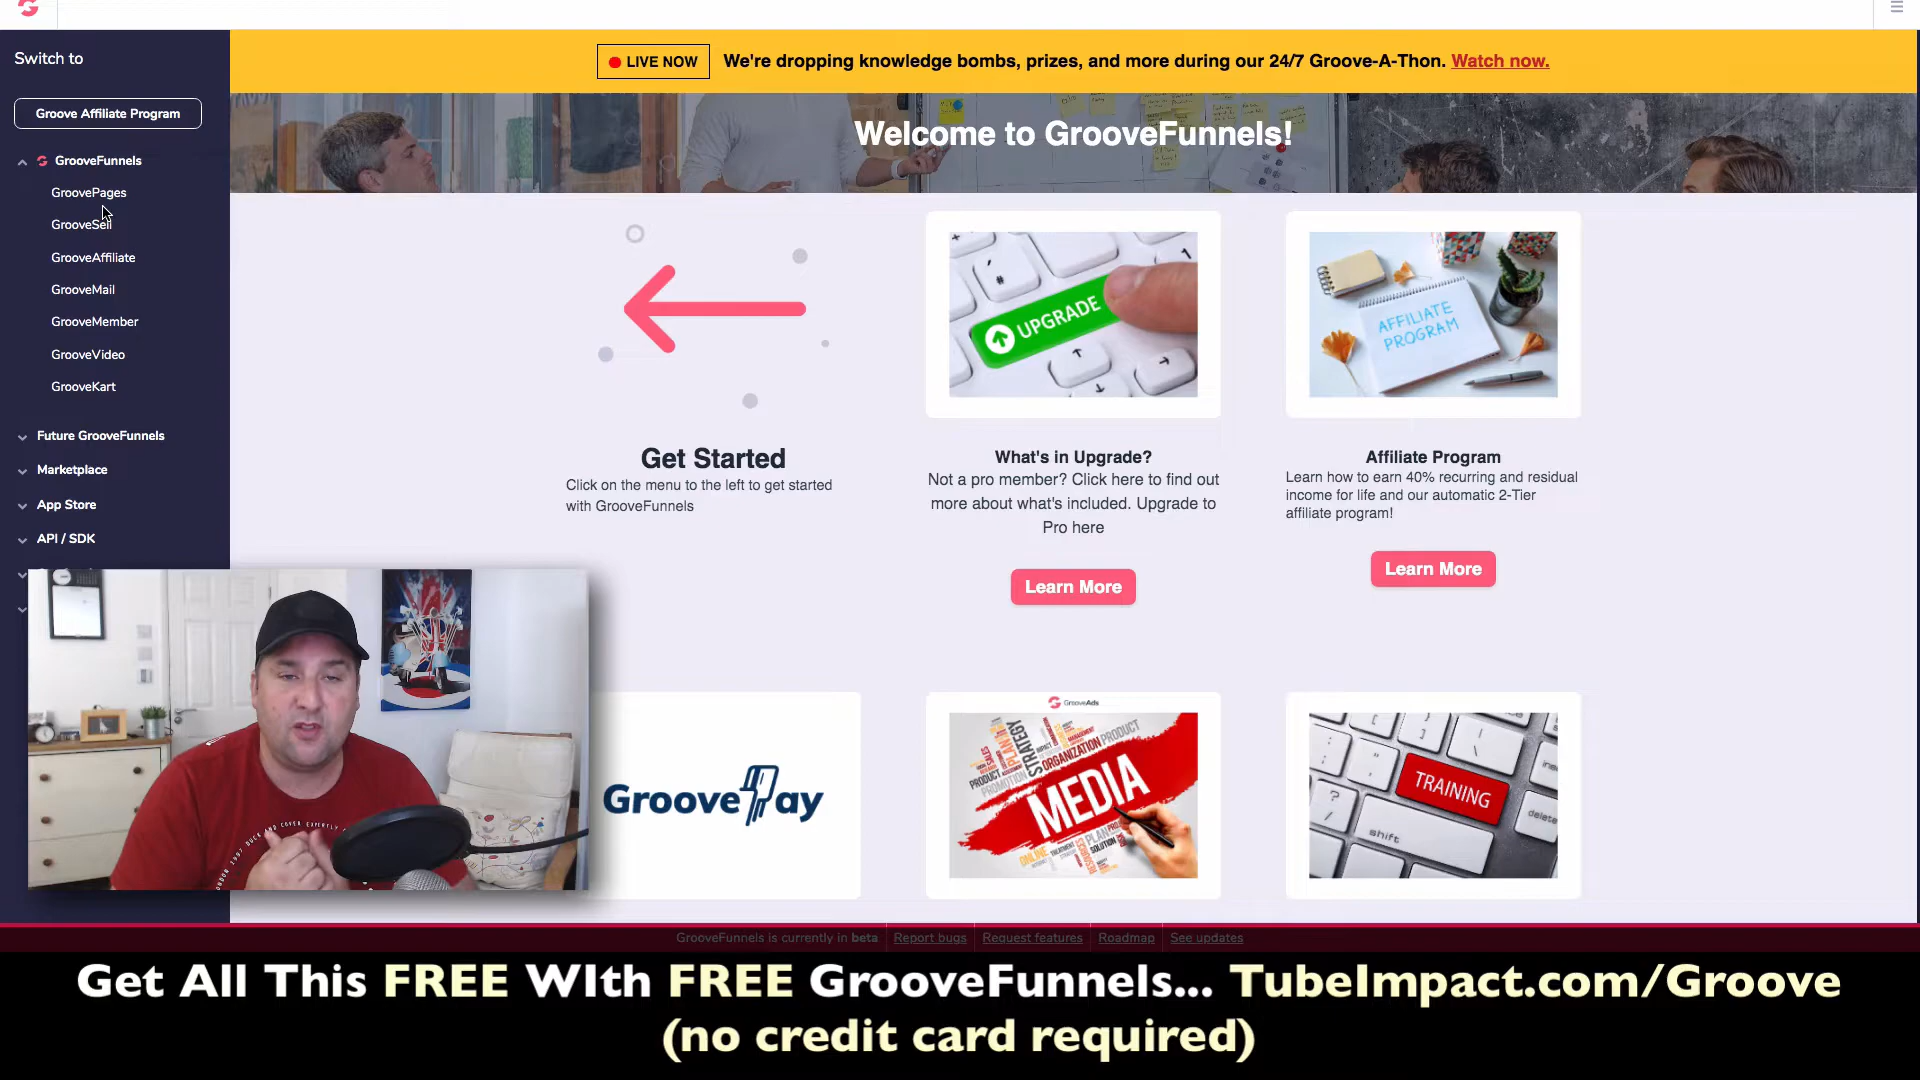 Switch to
LIVE NOW We're dropping knowledge bombs, prizes, and more during our 24/7 Groove-A-Thon. Watch now.
Groove Affiliate Program
Welcome to GrooveFunnels!
GrooveFunnels
GroovePages
GrooveSell
GrooveAffiliate
GrooveMail
GrooveMember
GrooveVideo
GrooveKart
Future GrooveFunnels
Marketplace
App Store
API / SDK
UPGRADE
AFFILIATE
PROGRAM
Get Started
Click on the menu to the left to get started
with GrooveFunnels
What's in Upgrade?
Not a pro member? Click here to find out
more about what's included. Upgrade to
Pro here
Learn More
Affiliate Program
Learn how to earn 40% recurring and residual
income for life and our automatic 2-Tier
affiliate program!
Learn More
GroovePay
GrooveAds
STRATEGY
ORGANIZATION PRODUCT
MEDIA
TRAINING
shift
delete
GrooveFunnels is currently in beta Report bugs Request features Roadmap See updates
Get All This FREE WIth FREE GrooveFunnels... TubeImpact.com/Groove
(no credit card required)